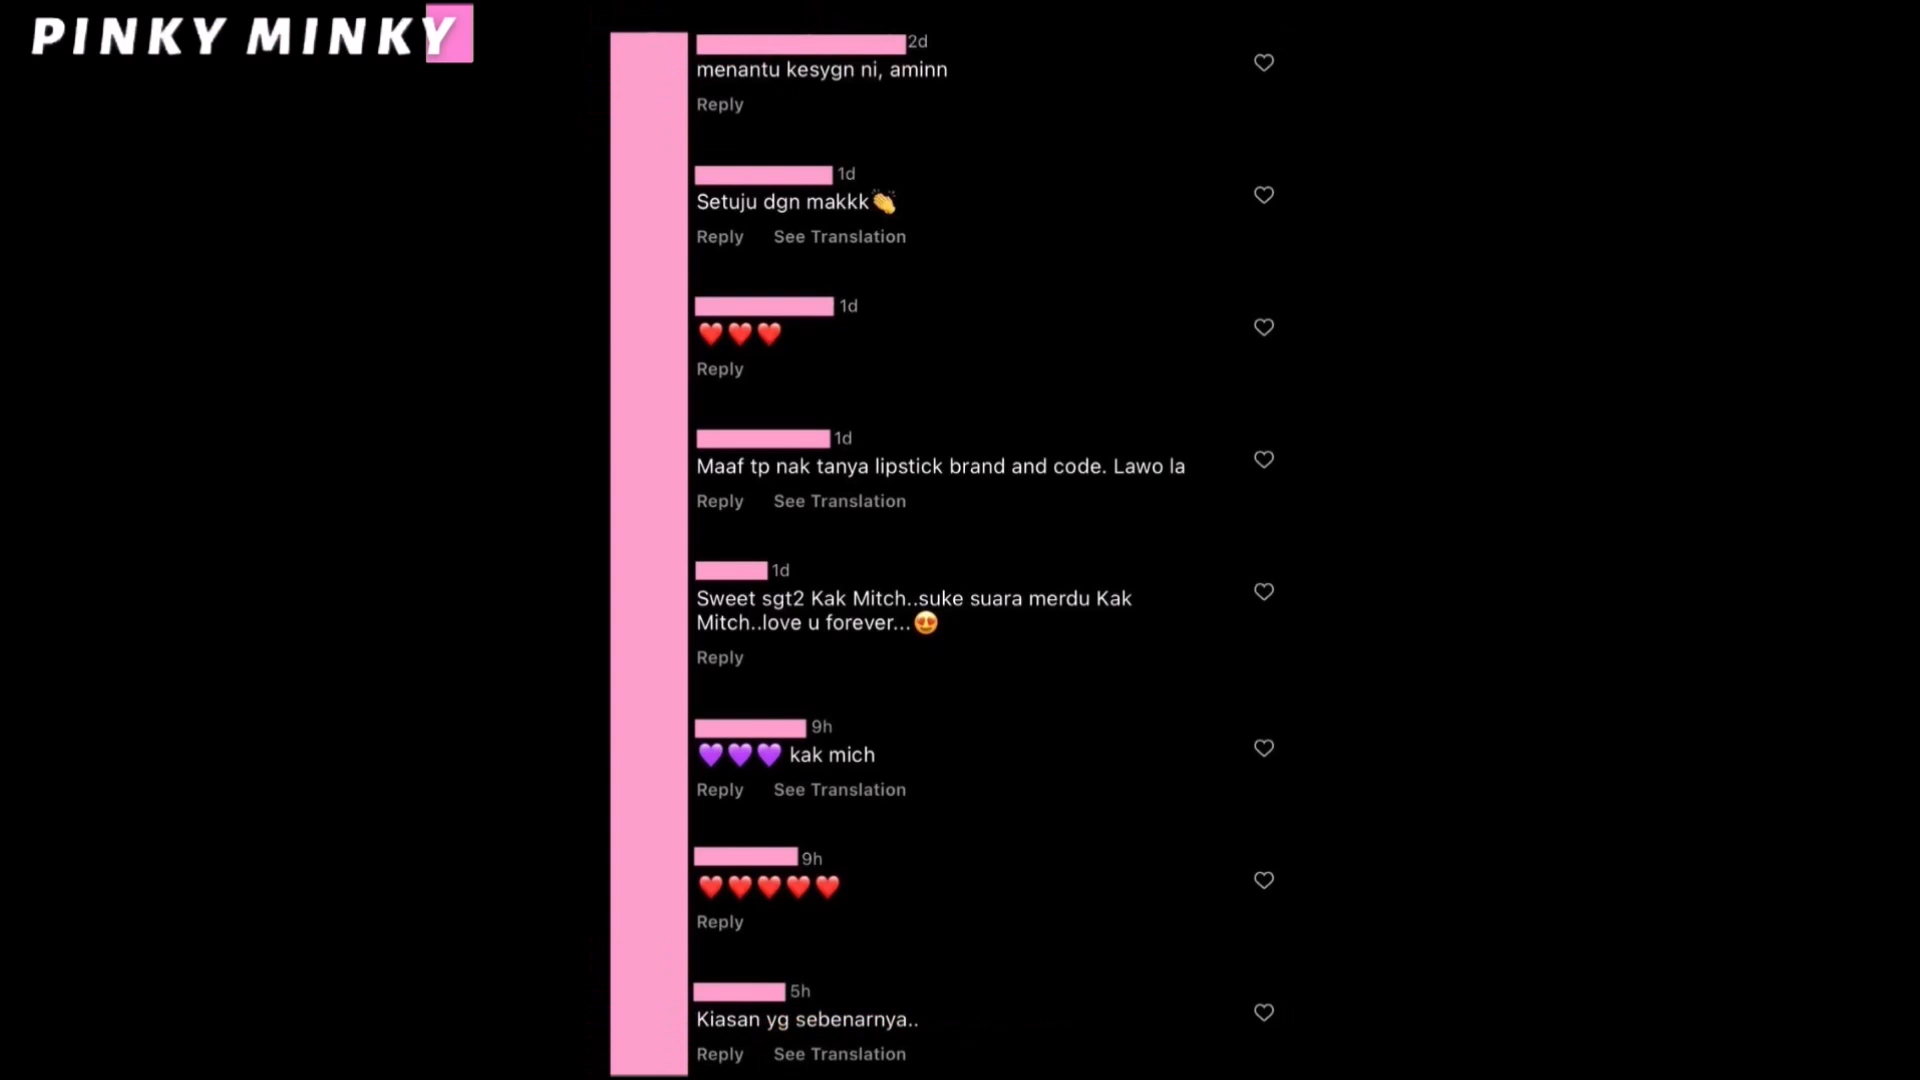 PINKY MINKY
2d
menantu kesygn ni, aminn
Reply
1d
Setuju dgn makkk👏
Reply See Translation
1d
❤️❤️❤️
Reply
1d
Maaf tp nak tanya lipstick brand and code. Lawo la
Reply See Translation
1d
Sweet sgt2 Kak Mitch..suke suara merdu Kak
Mitch..love u forever...😍
Reply
9h
💜💜💜 kak mich
Reply See Translation
9h
❤️❤️❤️❤️❤️
Reply
5h
Kiasan yg sebenarnya..
Reply See Translation